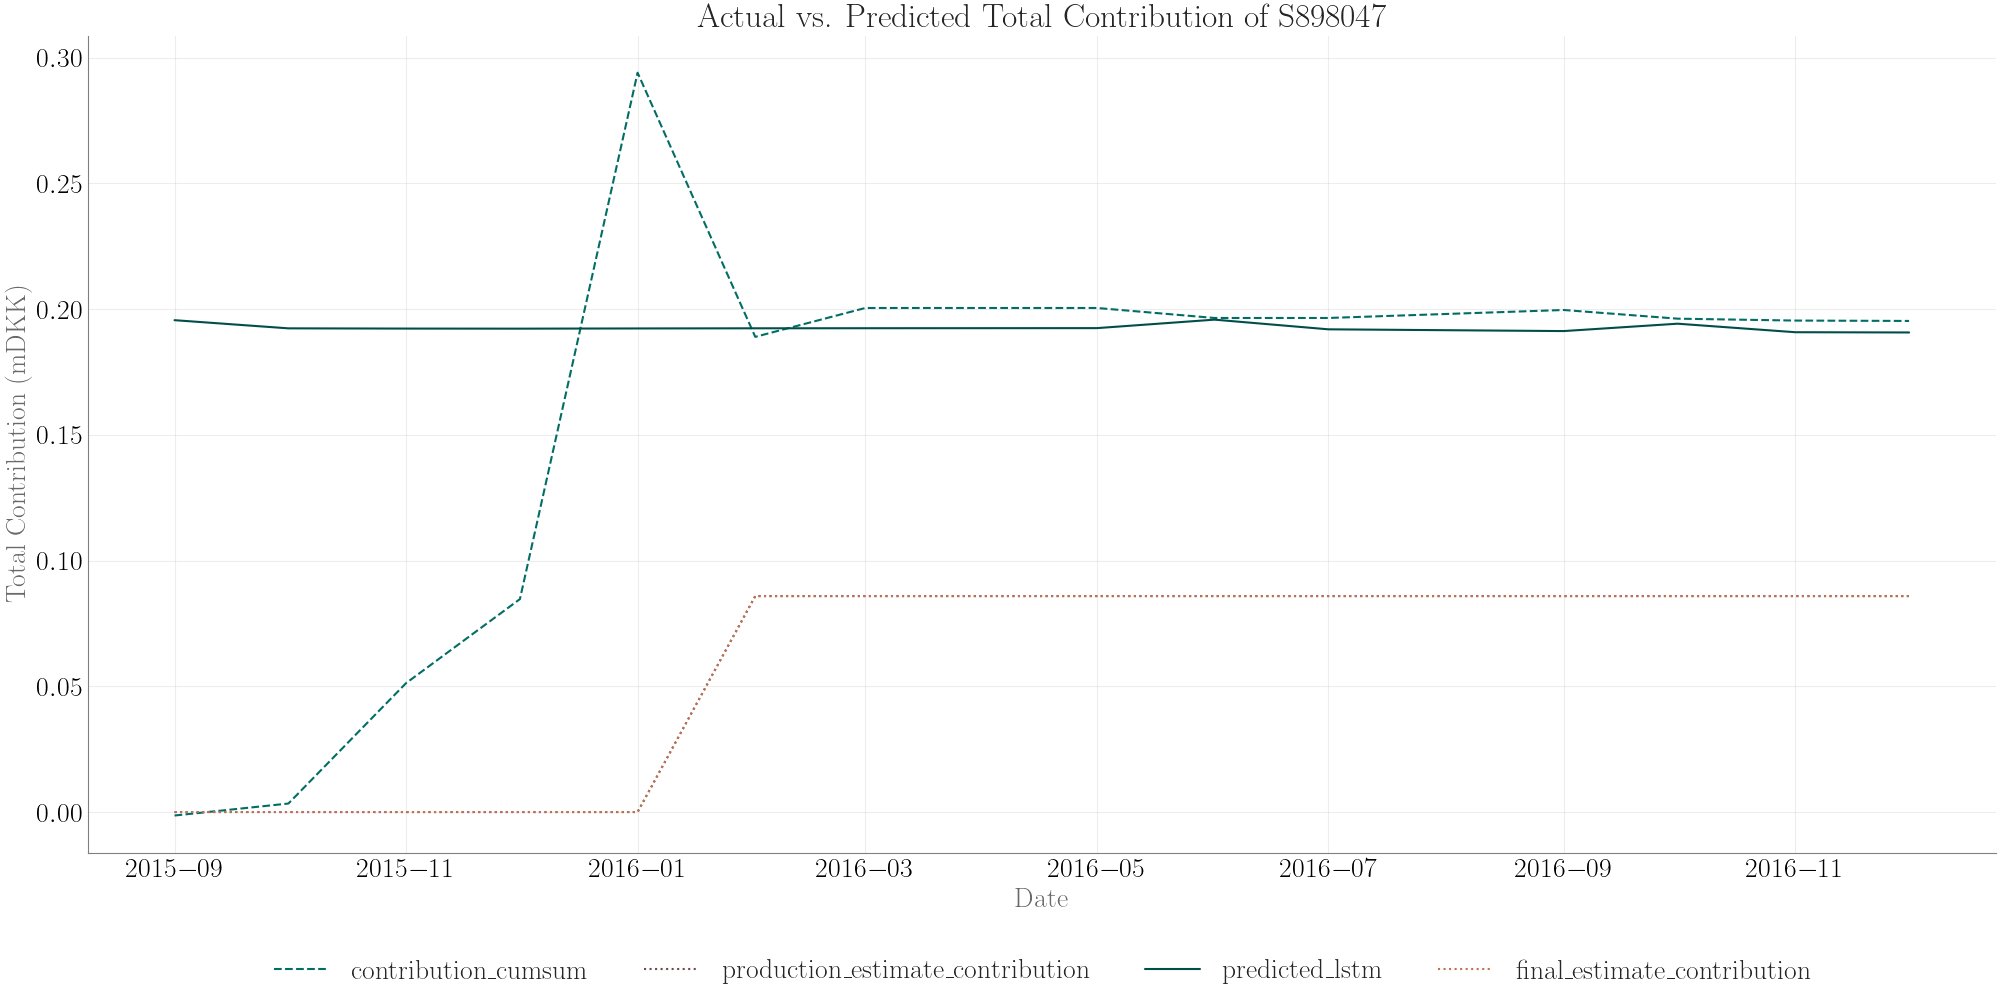 Actual vs. Predicted Total Contribution of S898047
Total Contribution (mDKK)
0.30
0.25
0.20
0.15
0.10
0.05
0.00
2015−09 2015−11 2016−01 2016−03 2016−05 2016−07 2016−09 2016−11
Date
contribution_cumsum production_estimate_contribution predicted_lstm final_estimate_contribution